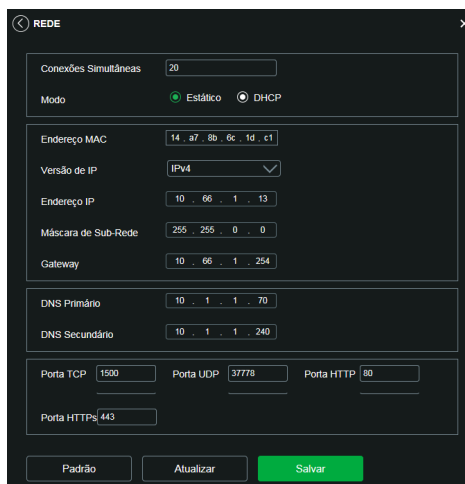 REDE
Conexões Simultâneas 20
Modo Estático DHCP
Endereço MAC 14 . a7 . 8b . 6c . 1d . c1
Versão de IP IPv4
Endereço IP 10 . 66 . 1 . 13
Máscara de Sub-Rede 255 . 255 . 0 . 0
Gateway 10 . 66 . 1 . 254
DNS Primário 10 . 1 . 1 . 70
DNS Secundário 10 . 1 . 1 . 240
Porta TCP 1500 Porta UDP 37778 Porta HTTP 80
Porta HTTPs 443
Padrão Atualizar Salvar